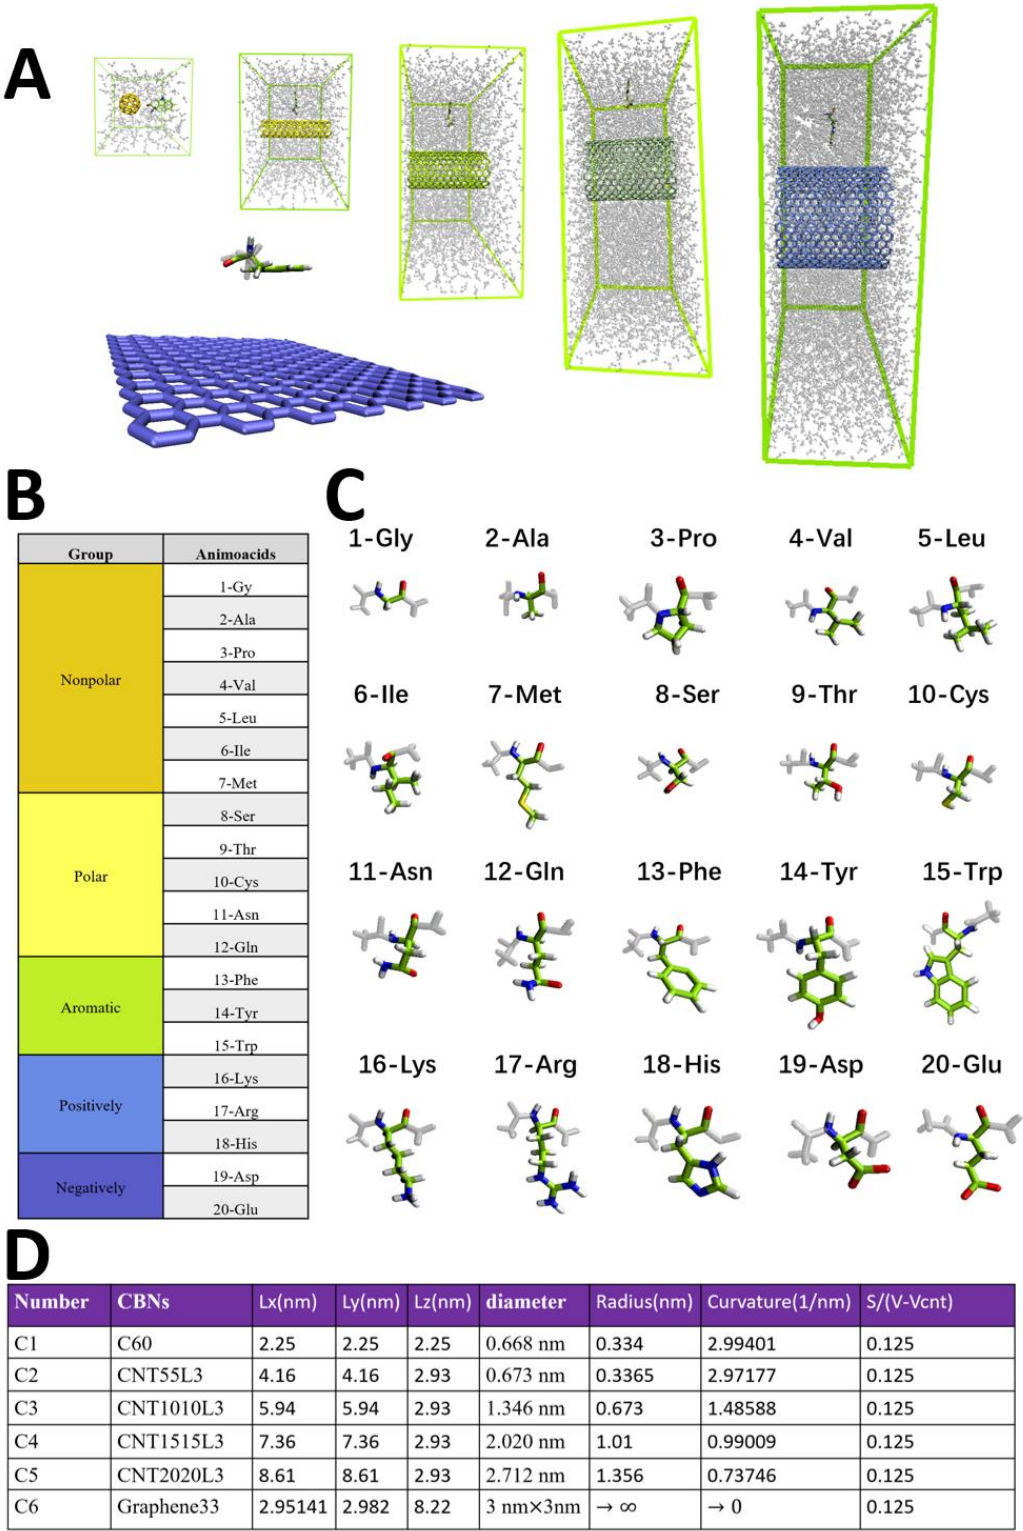 A
B
Group Animoacids
Nonpolar
1-Gy
2-Ala
3-Pro
4-Val
5-Leu
6-Ile
7-Met
Polar
8-Ser
9-Thr
10-Cys
11-Asn
12-Gln
Aromatic
13-Phe
14-Tyr
15-Trp
Positively
16-Lys
17-Arg
18-His
Negatively
19-Asp
20-Glu
C
1-Gly 2-Ala 3-Pro 4-Val 5-Leu
6-Ile 7-Met 8-Ser 9-Thr 10-Cys
11-Asn 12-Gln 13-Phe 14-Tyr 15-Trp
16-Lys 17-Arg 18-His 19-Asp 20-Glu
D
Number CBNs Lx(nm) Ly(nm) Lz(nm) diameter Radius(nm) Curvature(1/nm) S/(V-Vcnt)
C1 C60 2.25 2.25 2.25 0.668 nm 0.334 2.99401 0.125
C2 CNT55L3 4.16 4.16 2.93 0.673 nm 0.3365 2.97177 0.125
C3 CNT1010L3 5.94 5.94 2.93 1.346 nm 0.673 1.48588 0.125
C4 CNT1515L3 7.36 7.36 2.93 2.020 nm 1.01 0.99009 0.125
C5 CNT2020L3 8.61 8.61 2.93 2.712 nm 1.356 0.73746 0.125
C6 Graphene33 2.95141 2.982 8.22 3 nm×3nm → ∞ → 0 0.125